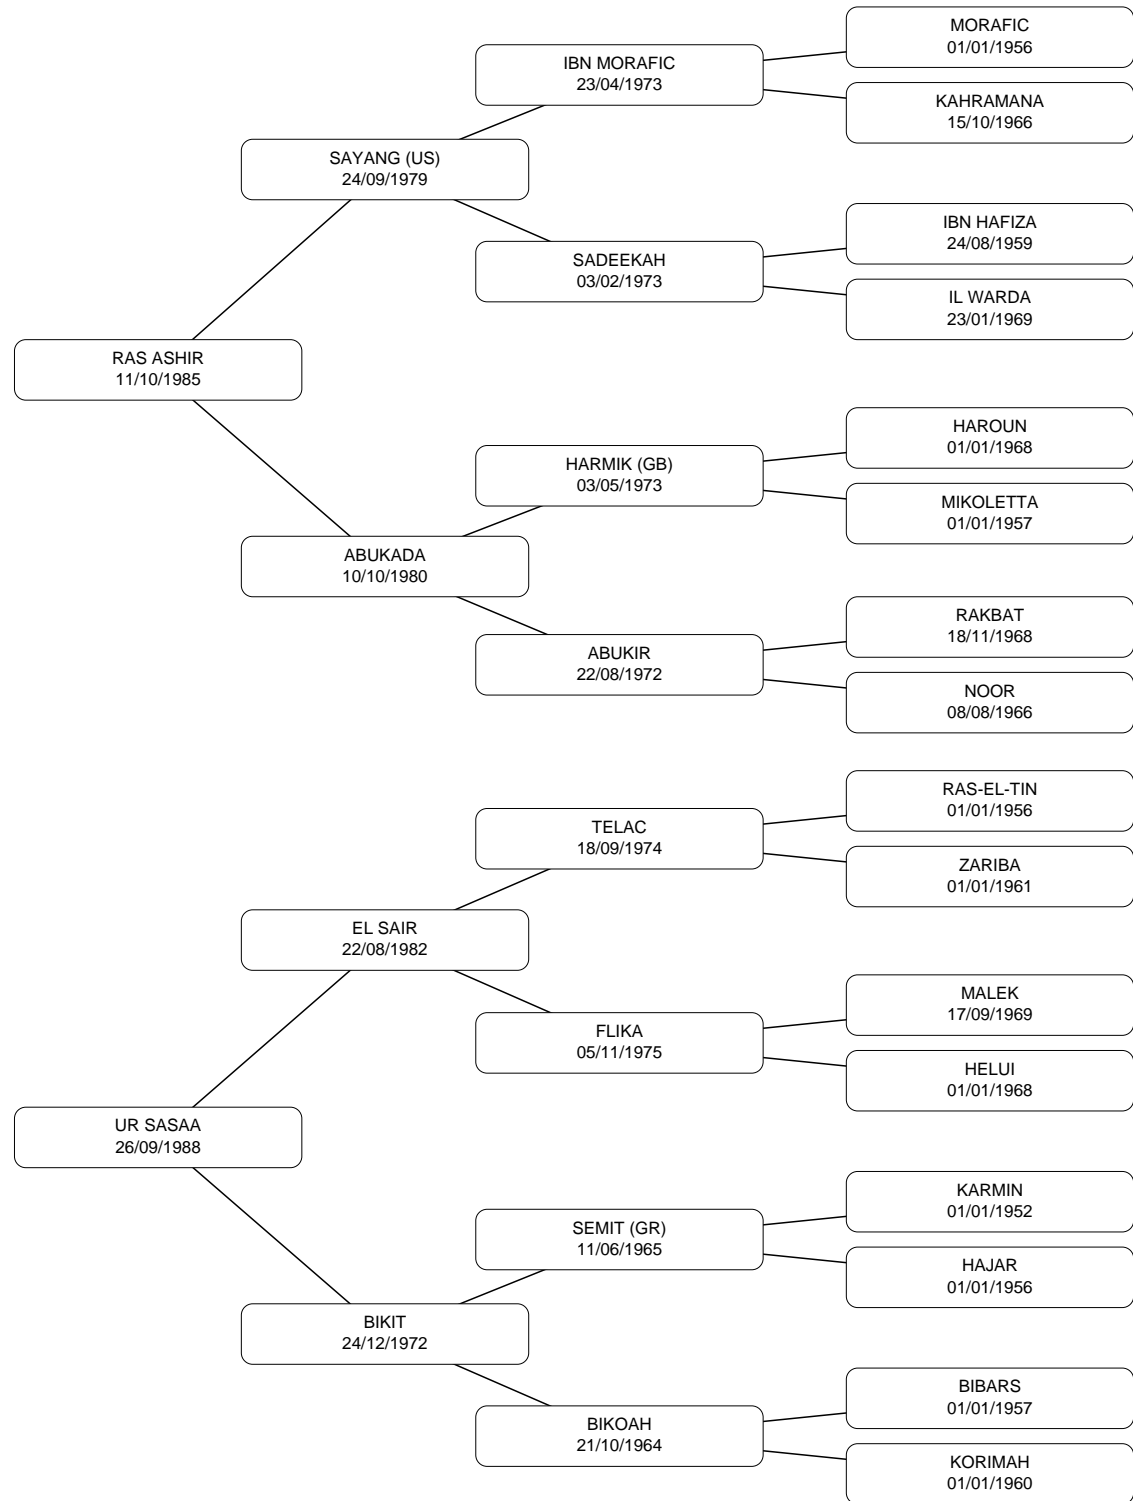 MORAFIC
01/01/1956
IBN MORAFIC
23/04/1973
KAHRAMANA
15/10/1966
SAYANG (US)
24/09/1979
IBN HAFIZA
24/08/1959
SADEEKAH
03/02/1973
IL WARDA
23/01/1969
RAS ASHIR
11/10/1985
HAROUN
01/01/1968
HARMIK (GB)
03/05/1973
MIKOLETTA
01/01/1957
ABUKADA
10/10/1980
RAKBAT
18/11/1968
ABUKIR
22/08/1972
NOOR
08/08/1966
RAS-EL-TIN
01/01/1956
TELAC
18/09/1974
ZARIBA
01/01/1961
EL SAIR
22/08/1982
MALEK
17/09/1969
FLIKA
05/11/1975
HELUI
01/01/1968
UR SASAA
26/09/1988
KARMIN
01/01/1952
SEMIT (GR)
11/06/1965
HAJAR
01/01/1956
BIKIT
24/12/1972
BIBARS
01/01/1957
BIKOAH
21/10/1964
KORIMAH
01/01/1960